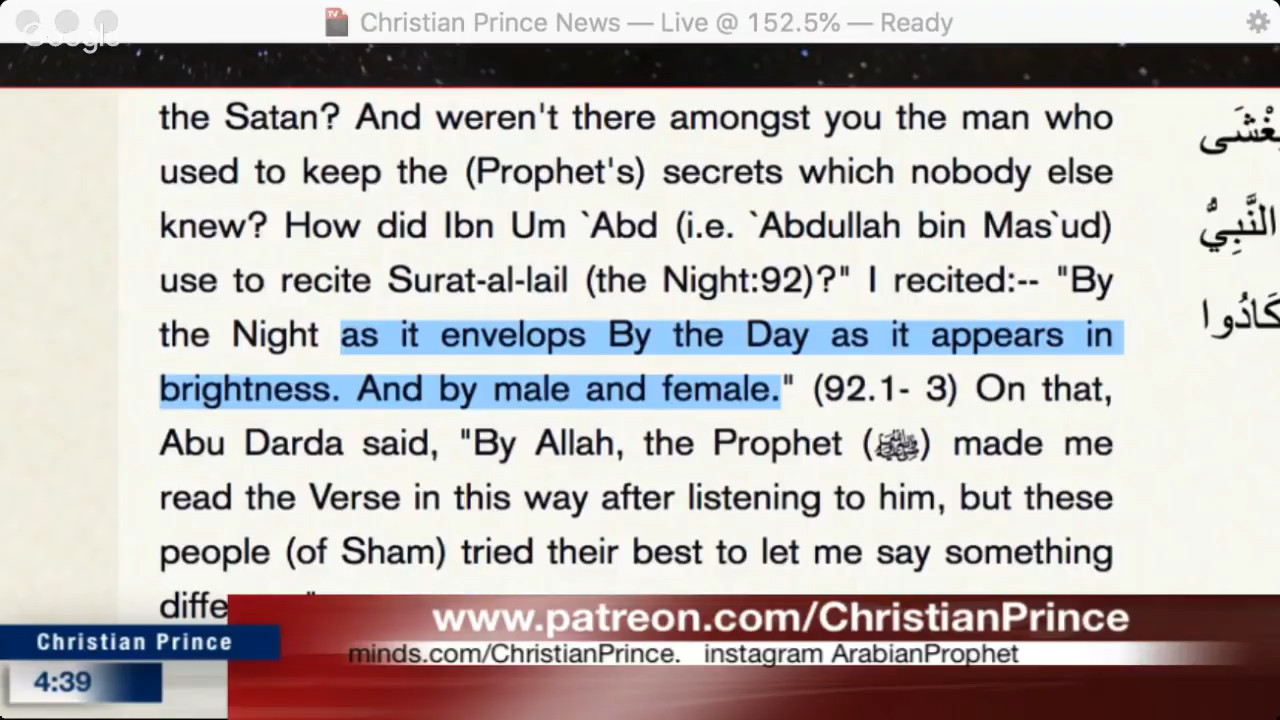 Christian Prince News — Live @ 152.5% — Ready
Google
the Satan? And weren't there amongst you the man who
used to keep the (Prophet's) secrets which nobody else
knew? How did Ibn Um `Abd (i.e. `Abdullah bin Mas`ud)
use to recite Surat-al-lail (the Night:92)?" I recited:-- "By
the Night as it envelops By the Day as it appears in
brightness. And by male and female." (92.1- 3) On that,
Abu Darda said, "By Allah, the Prophet (ﷺ) made me
read the Verse in this way after listening to him, but these
people (of Sham) tried their best to let me say something
النَّبِيُّ
www.patreon.com/ChristianPrince
Christian Prince
minds.com/ChristianPrince. instagram ArabianProphet
4:39